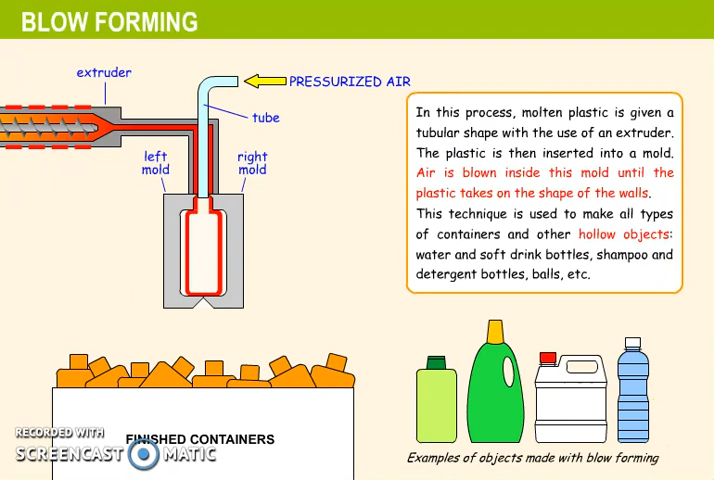 BLOW FORMING
extruder
PRESSURIZED AIR
tube
left
mold
right
mold
In this process, molten plastic is given a
tubular shape with the use of an extruder.
The plastic is then inserted into a mold.
Air is blown inside this mold until the
plastic takes on the shape of the walls.
This technique is used to make all types
of containers and other hollow objects:
water and soft drink bottles, shampoo and
detergent bottles, balls, etc.
FINISHED CONTAINERS
RECORDED WITH
SCREENCAST MATIC
Examples of objects made with blow forming